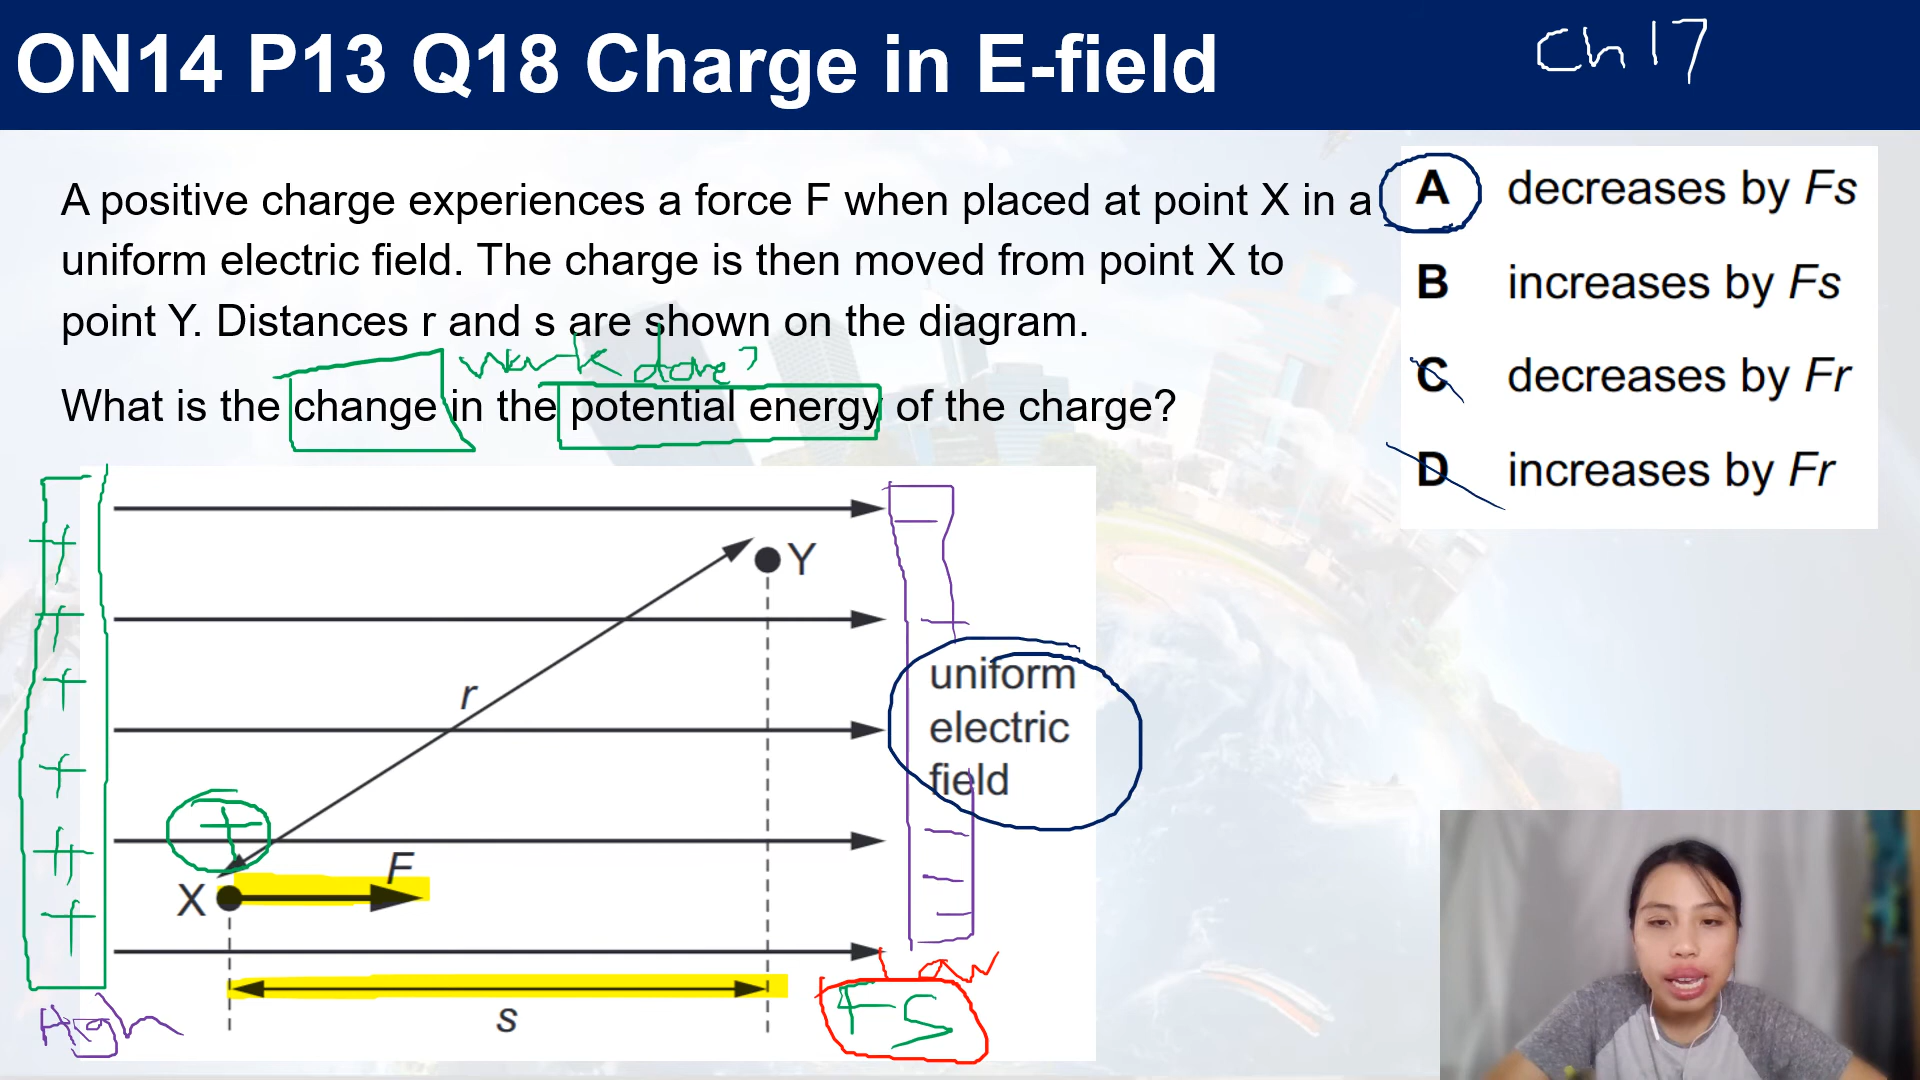 ON14 P13 Q18 Charge in E-field
Ch 17
A positive charge experiences a force F when placed at point X in a
uniform electric field. The charge is then moved from point X to
point Y. Distances r and s are shown on the diagram.
work done?
What is the change in the potential energy of the charge?
A decreases by Fs
B increases by Fs
C decreases by Fr
D increases by Fr
Y
r
uniform
electric
field
+
+
+
+
+
+
+
F
X
s
High
Low
FS